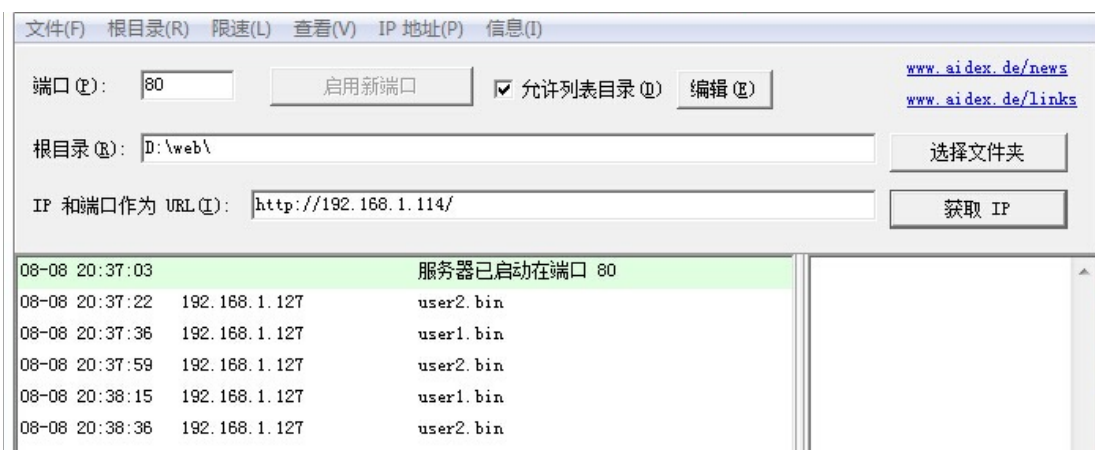 文件(F) 根目录(R) 限速(L) 查看(V) IP 地址(P) 信息(I)
端口(P): 80 启用新端口 允许列表目录(D) 编辑(E) www.aidex.de/news
www.aidex.de/links
根目录(R): D:\web\ 选择文件夹
IP 和端口作为 URL(I): http://192.168.1.114/ 获取 IP
08-08 20:37:03 服务器已启动在端口 80
08-08 20:37:22 192.168.1.127 user2.bin
08-08 20:37:36 192.168.1.127 user1.bin
08-08 20:37:59 192.168.1.127 user2.bin
08-08 20:38:15 192.168.1.127 user1.bin
08-08 20:38:36 192.168.1.127 user2.bin